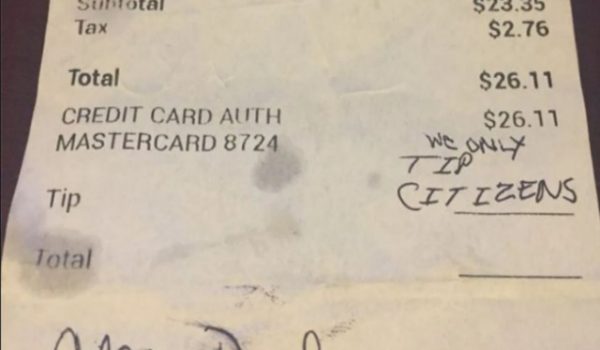 Subtotal $23.35
Tax $2.76
Total $26.11
CREDIT CARD AUTH $26.11
MASTERCARD 8724
WE ONLY
TIP
Tip CITIZENS
Total